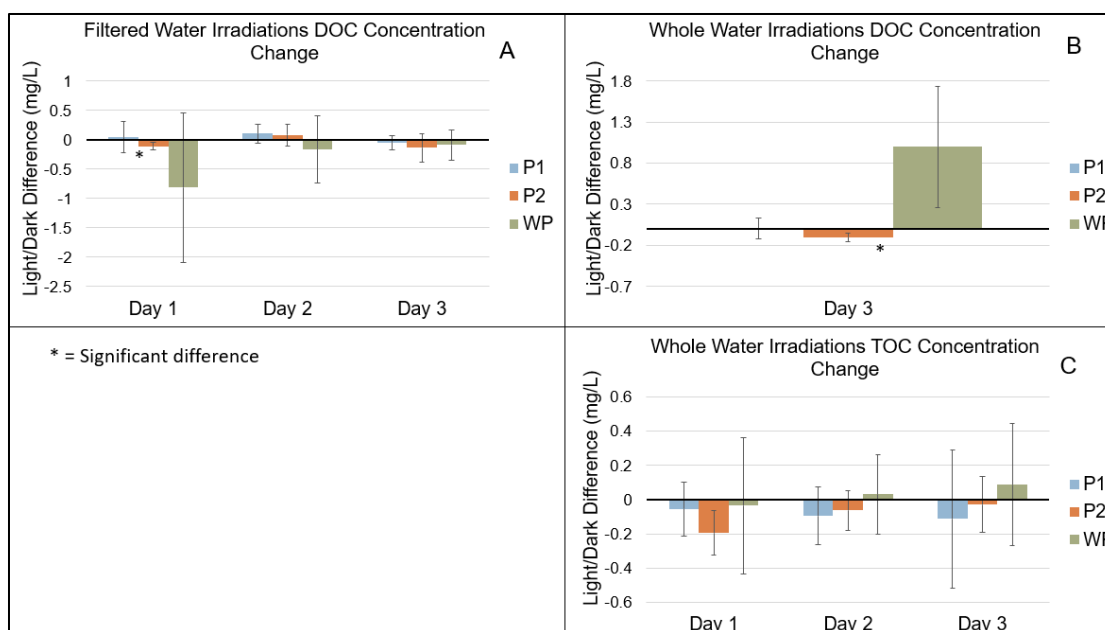 Filtered Water Irradiations DOC Concentration
Change
A
Light/Dark Difference (mg/L)
1
0.5
0
-0.5
-1
-1.5
-2
-2.5
*
Day 1
Day 2
Day 3
P1
P2
WP
Whole Water Irradiations DOC Concentration
Change
B
Light/Dark Difference (mg/L)
1.8
1.3
0.8
0.3
-0.2
-0.7
*
Day 3
P1
P2
WP
* = Significant difference
Whole Water Irradiations TOC Concentration
Change
C
Light/Dark Difference (mg/L)
0.6
0.4
0.2
0
-0.2
-0.4
-0.6
Day 1
Day 2
Day 3
P1
P2
WP